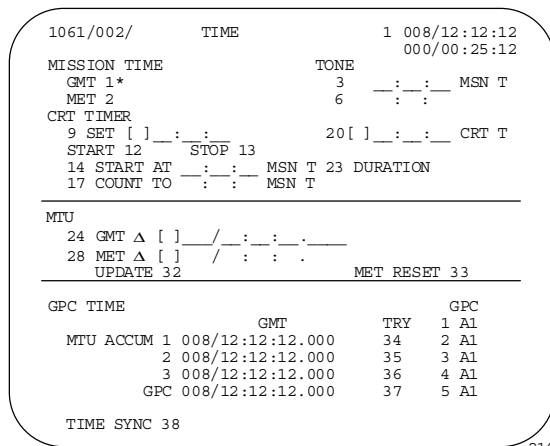 1061/002/ TIME 1 008/12:12:12
000/00:25:12
MISSION TIME TONE
GMT 1* 3 __:__:__ MSN T
MET 2 6 : :
CRT TIMER
9 SET [ ]__:__:__ 20[ ]__:__:__ CRT T
START 12 STOP 13
14 START AT __:__:__ MSN T 23 DURATION
17 COUNT TO : : MSN T
MTU
24 GMT Δ [ ]___/__:__:__.____
28 MET Δ [ ] / : : .
UPDATE 32 MET RESET 33
GPC TIME GPC
GMT TRY 1 A1
MTU ACCUM 1 008/12:12:12.000 34 2 A1
2 008/12:12:12.000 35 3 A1
3 008/12:12:12.000 36 4 A1
GPC 008/12:12:12.000 37 5 A1
TIME SYNC 38